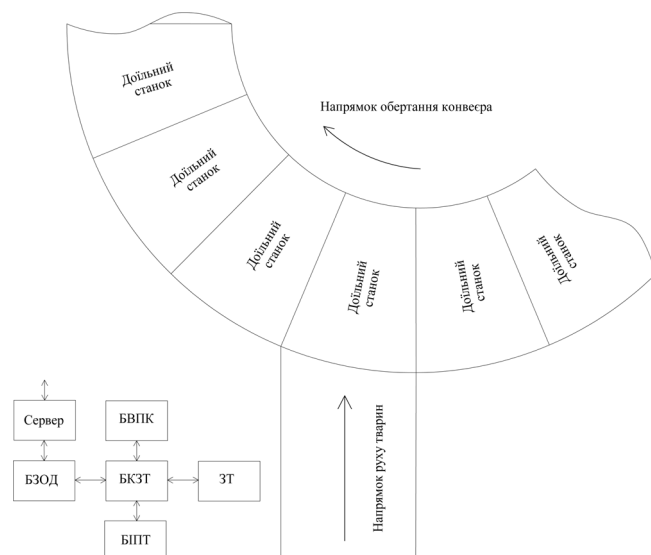 Доїльний
станок
Напрямок обертання конвеєра
Доїльний
станок
Доїльний
станок
Доїльний
станок
Доїльний
станок
Доїльний
станок
Сервер
БВПК
БЗОД
БКЗТ
ЗТ
БІПТ
Напрямок руху тварин